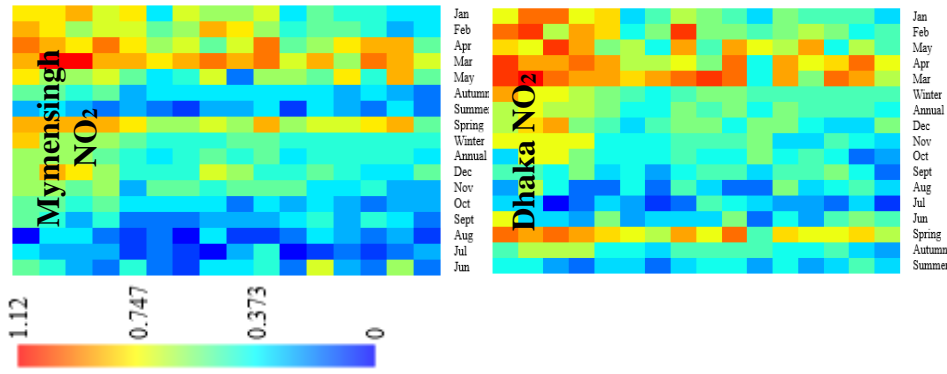 Mymensingh
NO2
Jan
Feb
Apr
Mar
May
Autumn
Summer
Spring
Winter
Annual
Dec
Nov
Oct
Sept
Aug
Jul
Jun
Dhaka NO2
Jan
Feb
May
Apr
Mar
Winter
Annual
Dec
Nov
Oct
Sept
Aug
Jul
Jun
Spring
Autumn
Summer
1.12
0.747
0.373
0